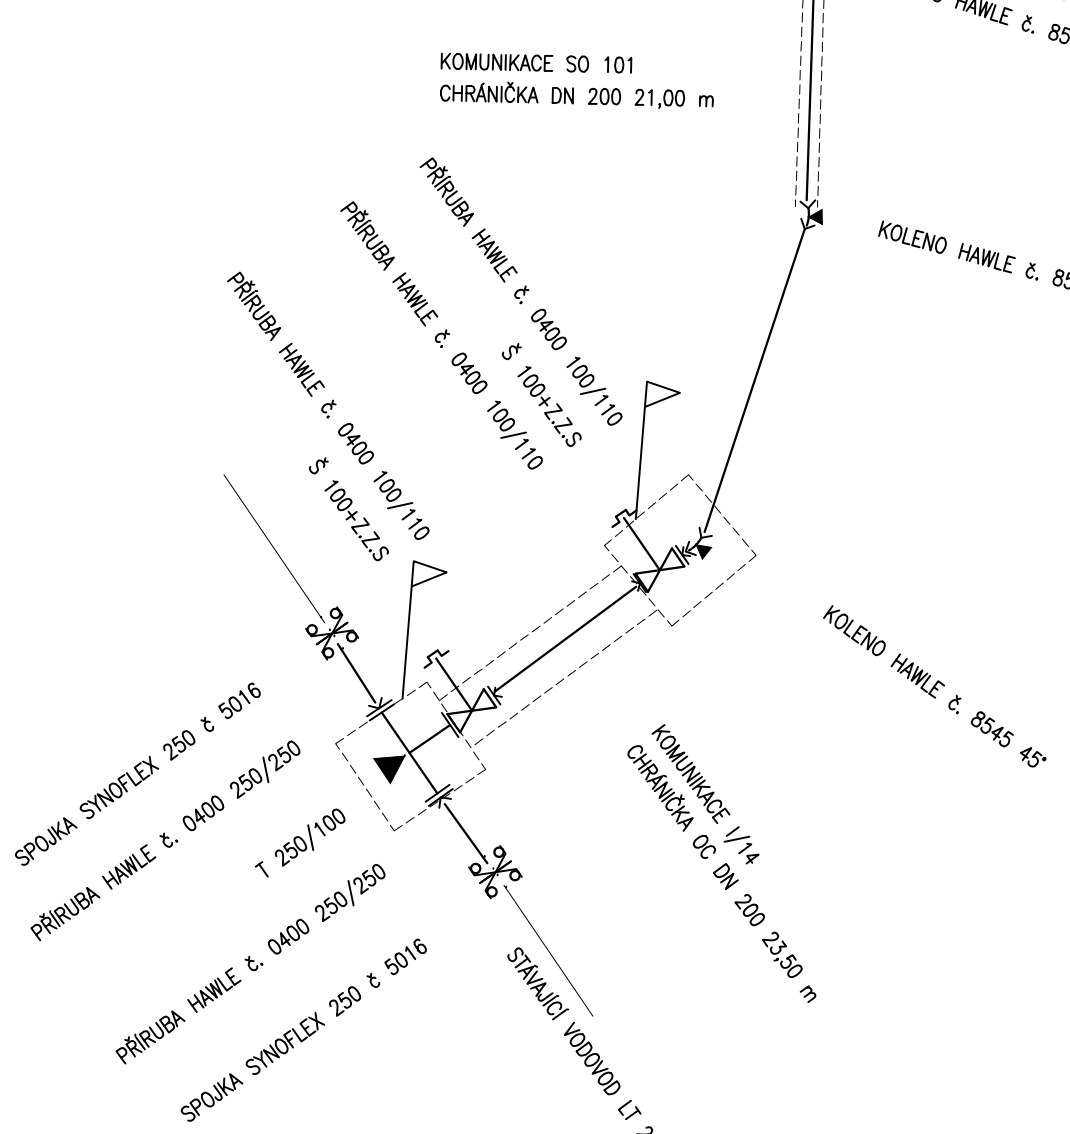 HAWLE č. 85
KOMUNIKACE SO 101
CHRÁNIČKA DN 200 21,00 m
PŘÍRUBA HAWLE č. 0400 100/110
Š 100+Z.Z.S
PŘÍRUBA HAWLE č. 0400 100/110
KOLENO HAWLE č. 85
PŘÍRUBA HAWLE č. 0400 100/110
Š 100+Z.Z.S
KOLENO HAWLE č. 8545 45°
SPOJKA SYNOFLEX 250 č 5016
PŘÍRUBA HAWLE č. 0400 250/250
T 250/100
PŘÍRUBA HAWLE č. 0400 250/250
SPOJKA SYNOFLEX 250 č 5016
KOMUNIKACE I/14
CHRÁNIČKA OC DN 200 23,50 m
STÁVAJÍCÍ VODOVOD LT 2